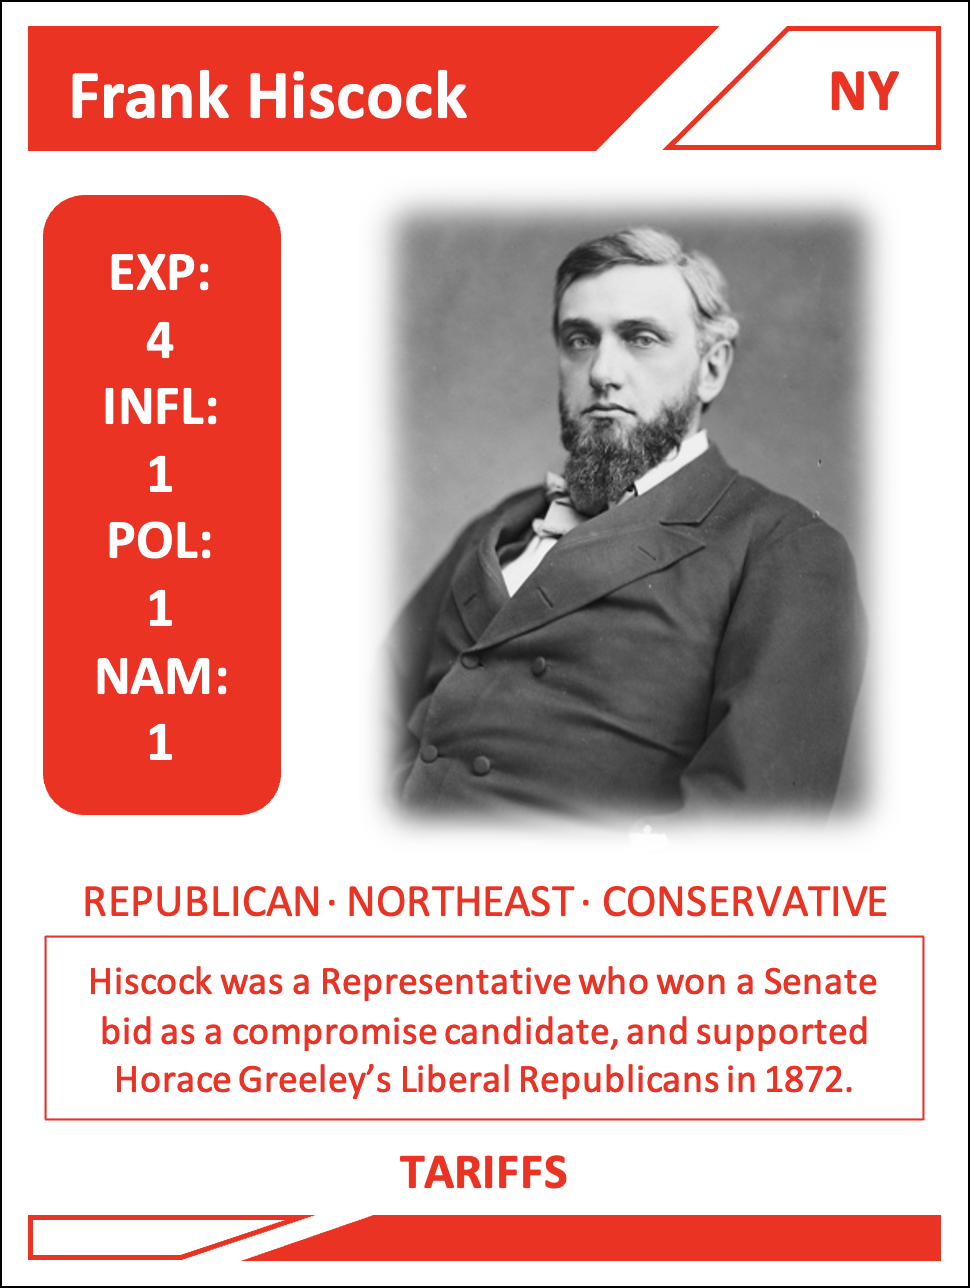 Frank Hiscock
NY
EXP:
4
INFL:
1
POL:
1
NAM:
1
REPUBLICAN · NORTHEAST · CONSERVATIVE
Hiscock was a Representative who won a Senate
bid as a compromise candidate, and supported
Horace Greeley’s Liberal Republicans in 1872.
TARIFFS